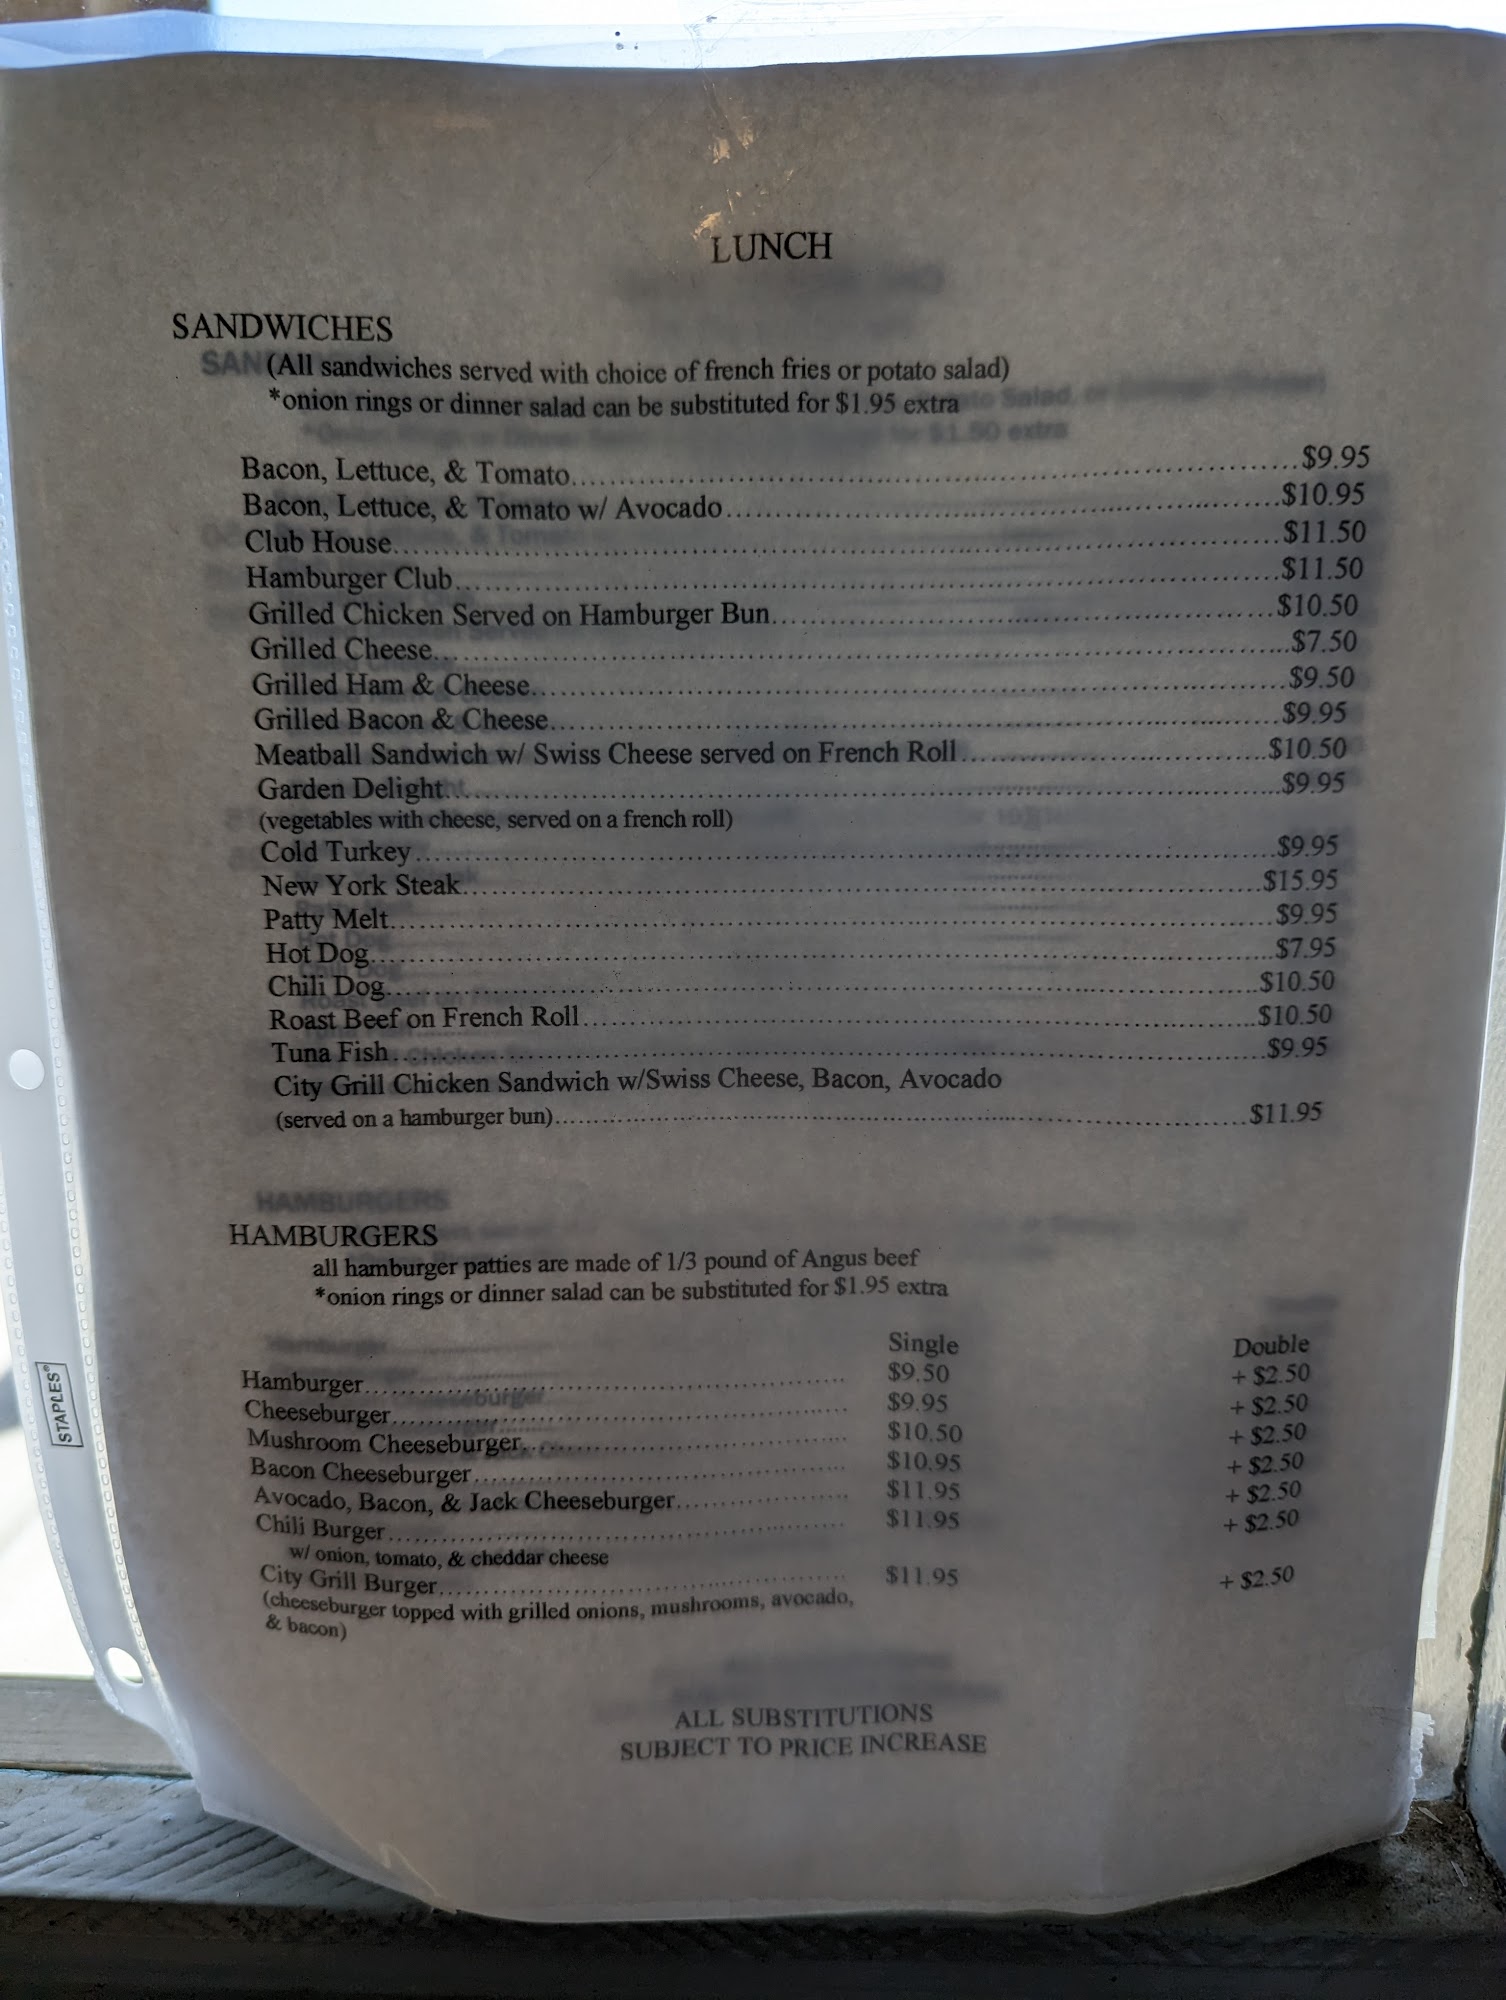 LUNCH
SANDWICHES
(All sandwiches served with choice of french fries or potato salad)
*onion rings or dinner salad can be substituted for $1.95 extra
Bacon, Lettuce, & Tomato $9.95
Bacon, Lettuce, & Tomato w/ Avocado $10.95
Club House $11.50
Hamburger Club $11.50
Grilled Chicken Served on Hamburger Bun $10.50
Grilled Cheese $7.50
Grilled Ham & Cheese $9.50
Grilled Bacon & Cheese $9.95
Meatball Sandwich w/ Swiss Cheese served on French Roll $10.50
Garden Delight $9.95
(vegetables with cheese, served on a french roll)
Cold Turkey $9.95
New York Steak $15.95
Patty Melt $9.95
Hot Dog $7.95
Chili Dog $10.50
Roast Beef on French Roll $10.50
Tuna Fish $9.95
City Grill Chicken Sandwich w/Swiss Cheese, Bacon, Avocado
(served on a hamburger bun) $11.95
HAMBURGERS
all hamburger patties are made of 1/3 pound of Angus beef
*onion rings or dinner salad can be substituted for $1.95 extra
Single Double
Hamburger $9.50 + $2.50
Cheeseburger $9.95 + $2.50
Mushroom Cheeseburger $10.50 + $2.50
Bacon Cheeseburger $10.95 + $2.50
Avocado, Bacon, & Jack Cheeseburger $11.95 + $2.50
Chili Burger $11.95 + $2.50
w/ onion, tomato, & cheddar cheese
City Grill Burger $11.95 + $2.50
(cheeseburger topped with grilled onions, mushrooms, avocado,
& bacon)
ALL SUBSTITUTIONS
SUBJECT TO PRICE INCREASE
STAPLES®